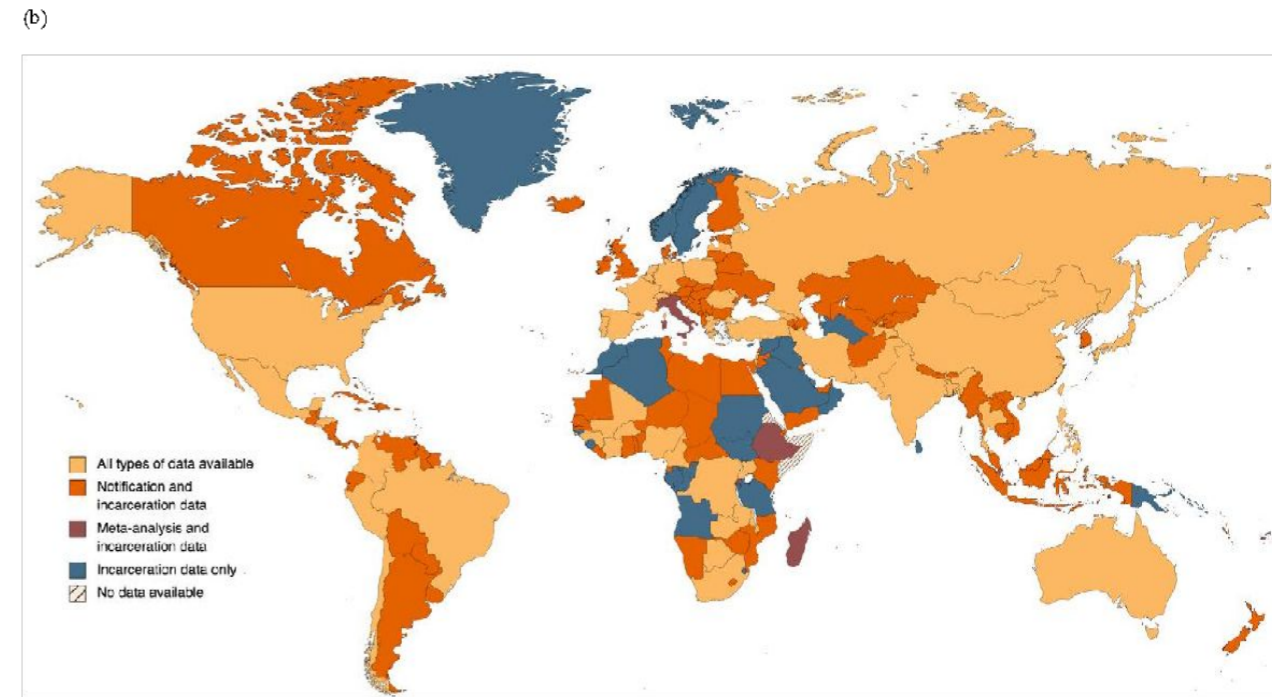 (b)
All types of data available
Notification and
incarceration data
Meta-analysis and
incarceration data
Incarceration data only
No data available